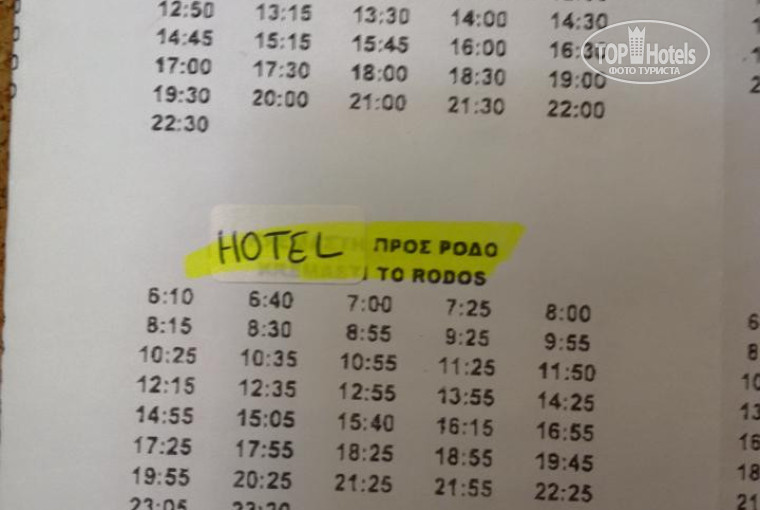 12:50 13:15 13:30 14:00 14:30
14:45 15:15 15:45 16:00 16:30
17:00 17:30 18:00 18:30 19:00
19:30 20:00 21:00 21:30 22:00
22:30
TOP Hotels
ФОТО ТУРИСТА
HOTEL ΠΡΟΣ ΡΟΔΟ
KREMASTI TO RODOS
6:10 6:40 7:00 7:25 8:00
8:15 8:30 8:55 9:25 9:55
10:25 10:35 10:55 11:25 11:50
12:15 12:35 12:55 13:55 14:25
14:55 15:05 15:40 16:15 16:55
17:25 17:55 18:25 18:55 19:45
19:55 20:25 21:25 21:55 22:25
23:05